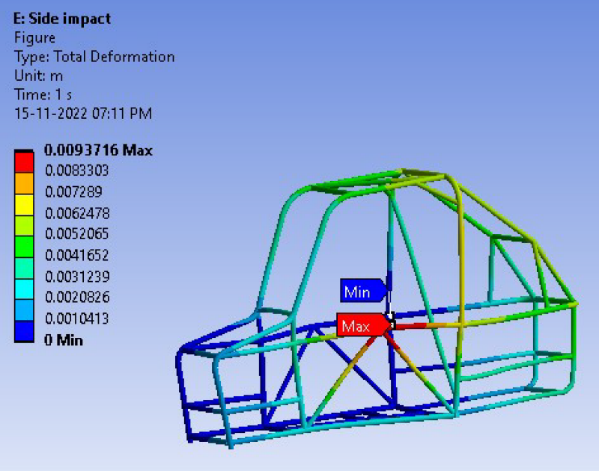 E: Side impact
Figure
Type: Total Deformation
Unit: m
Time: 1 s
15-11-2022 07:11 PM
0.0093716 Max
0.0083303
0.007289
0.0062478
0.0052065
0.0041652
0.0031239
0.0020826
0.0010413
0 Min
Min
Max